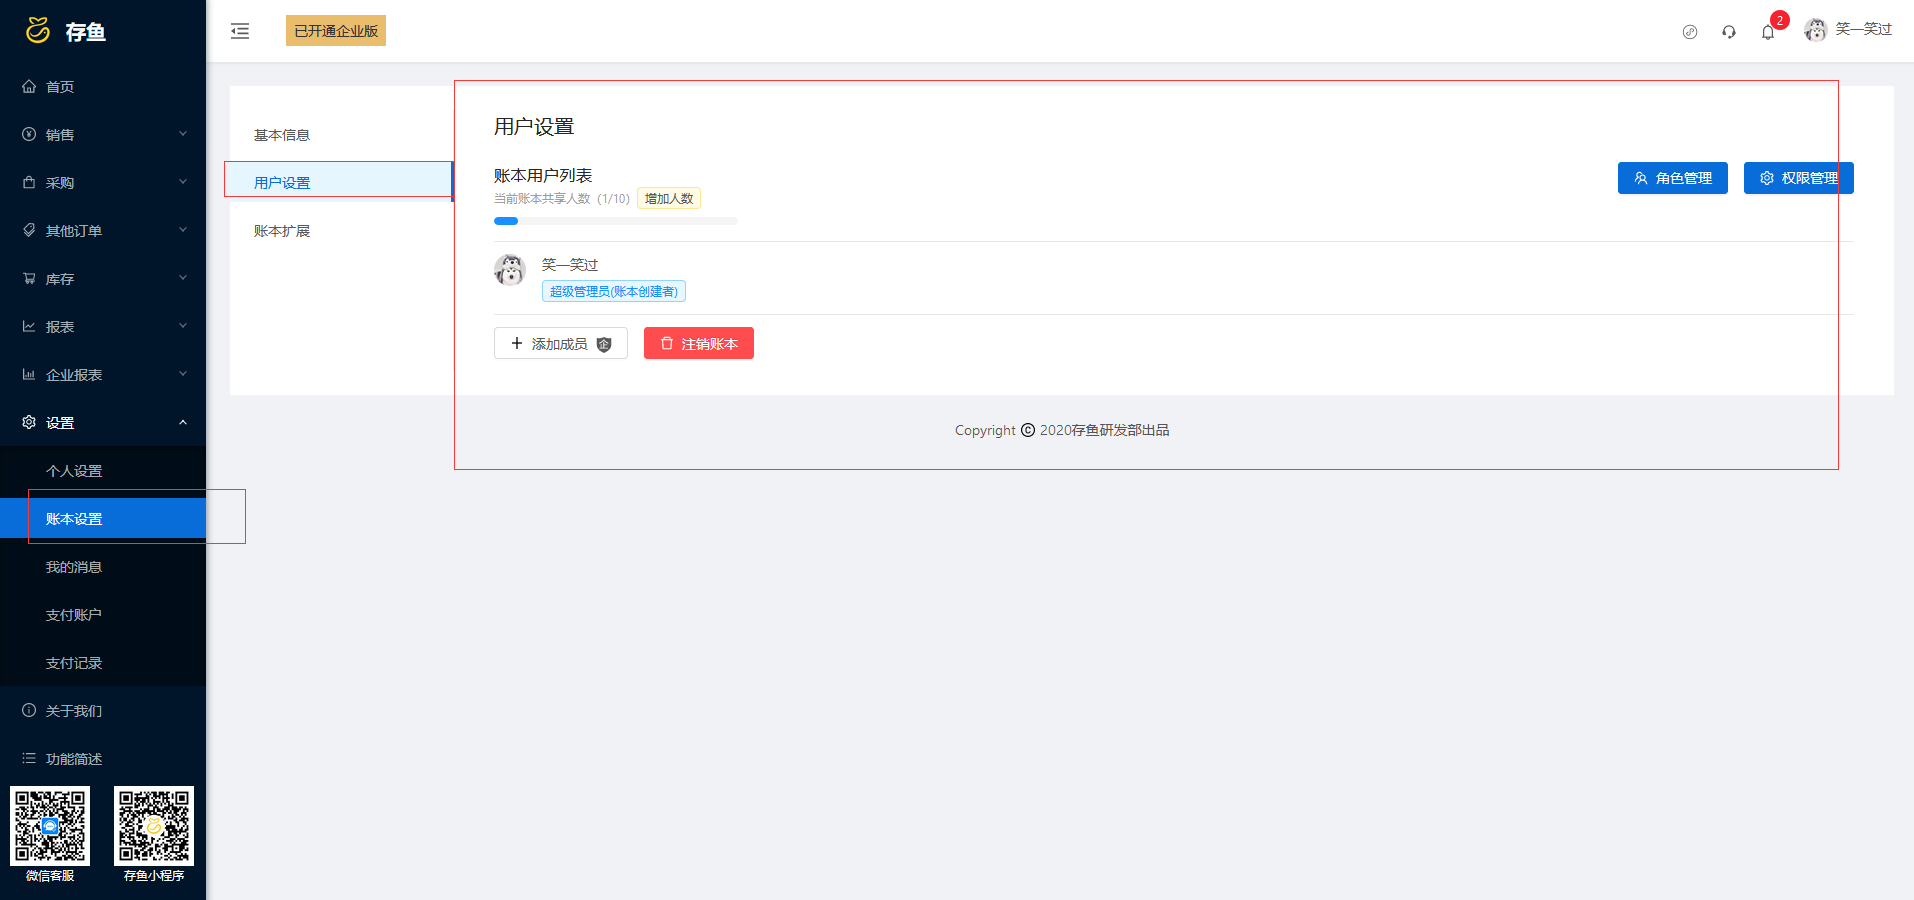 存鱼
已开通企业版
2
笑一笑过
首页
销售
采购
其他订单
库存
报表
企业报表
设置
个人设置
账本设置
我的消息
支付账户
支付记录
关于我们
功能简述
微信客服
存鱼小程序
基本信息
用户设置
账本扩展
用户设置
账本用户列表
当前账本共享人数 (1/10) 增加人数
角色管理
权限管理
笑一笑过
超级管理员(账本创建者)
添加成员 企
注销账本
Copyright © 2020存鱼研发部出品